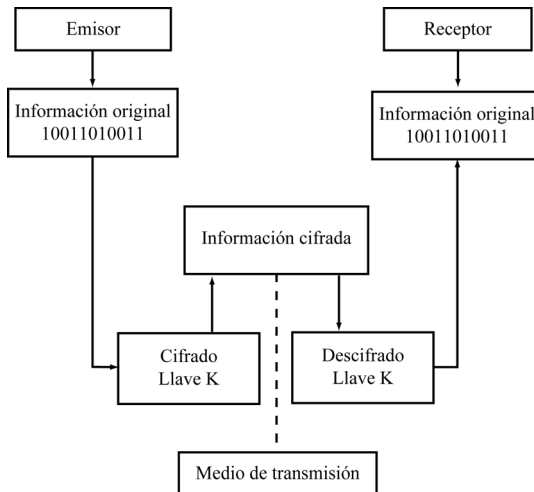 Emisor
Receptor
Información original
10011010011
Información original
10011010011
Información cifrada
Cifrado
Llave K
Descifrado
Llave K
Medio de transmisión